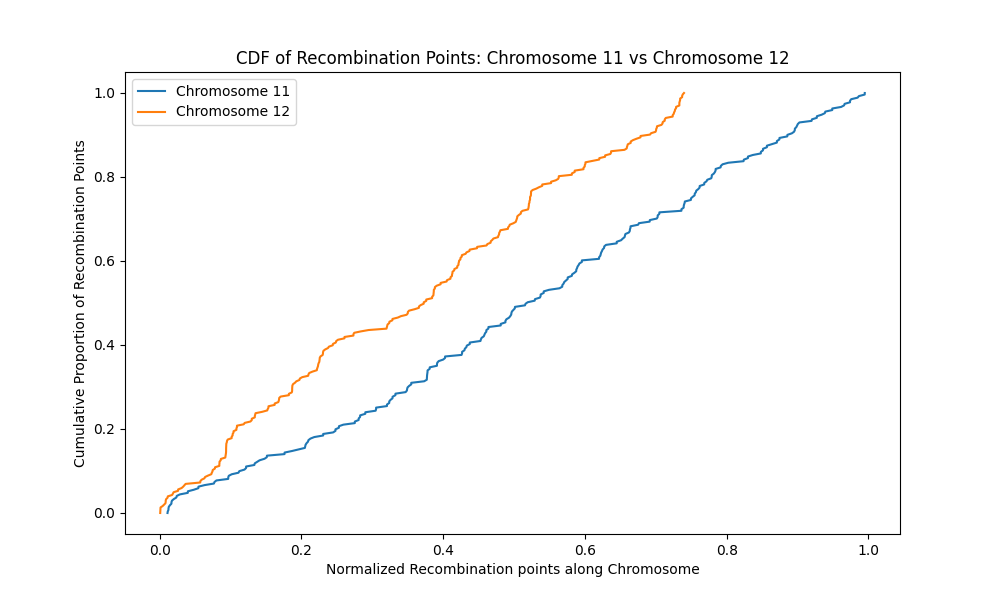 CDF of Recombination Points: Chromosome 11 vs Chromosome 12
Chromosome 11
Chromosome 12
Cumulative Proportion of Recombination Points
1.0
0.8
0.6
0.4
0.2
0.0
0.0 0.2 0.4 0.6 0.8 1.0
Normalized Recombination points along Chromosome